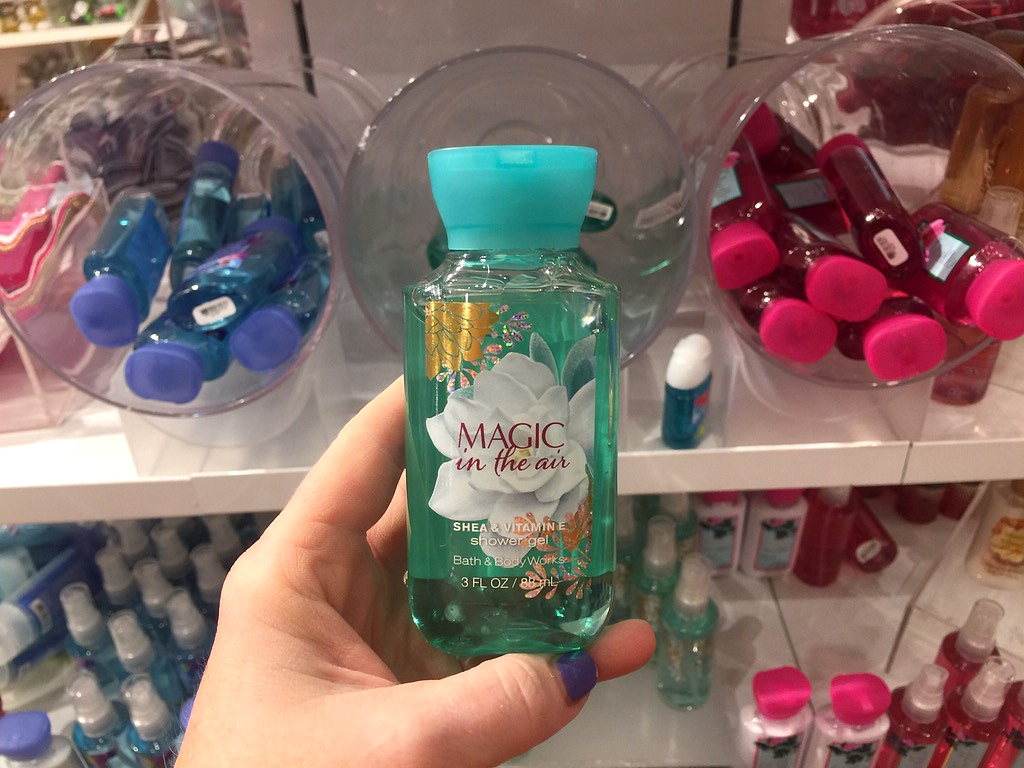 MAGIC
in the air
SHEA & VITAMIN E
shower gel
Bath & Body Works
3 FL OZ / 88 mL